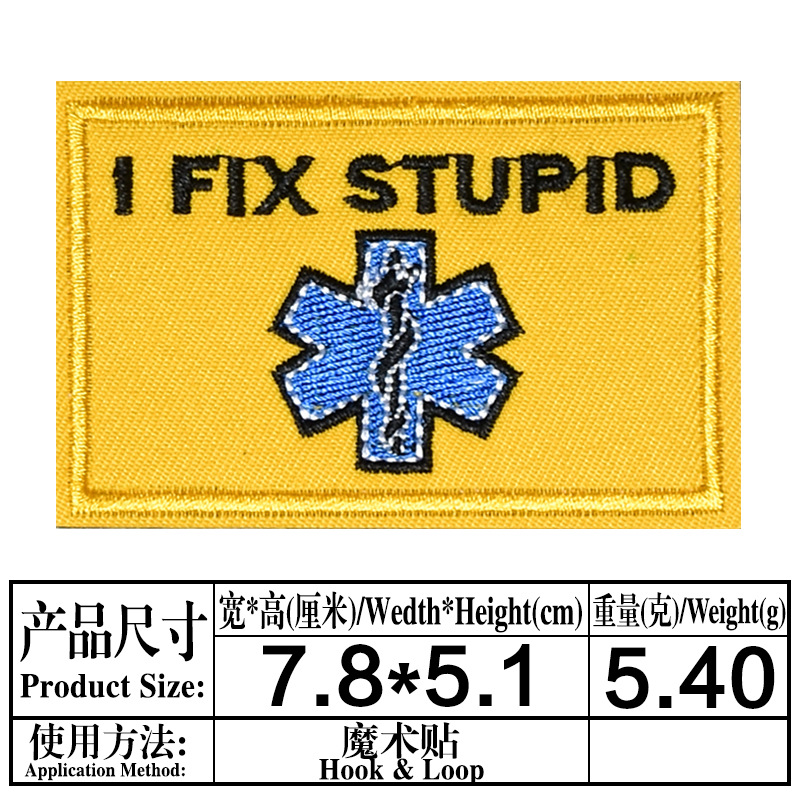 I FIX STUPID
产品尺寸
Product Size:
宽*高(厘米)/Wedth*Height(cm)
7.8*5.1
重量(克)/Weight(g)
5.40
使用方法:
Application Method:
魔术贴
Hook & Loop